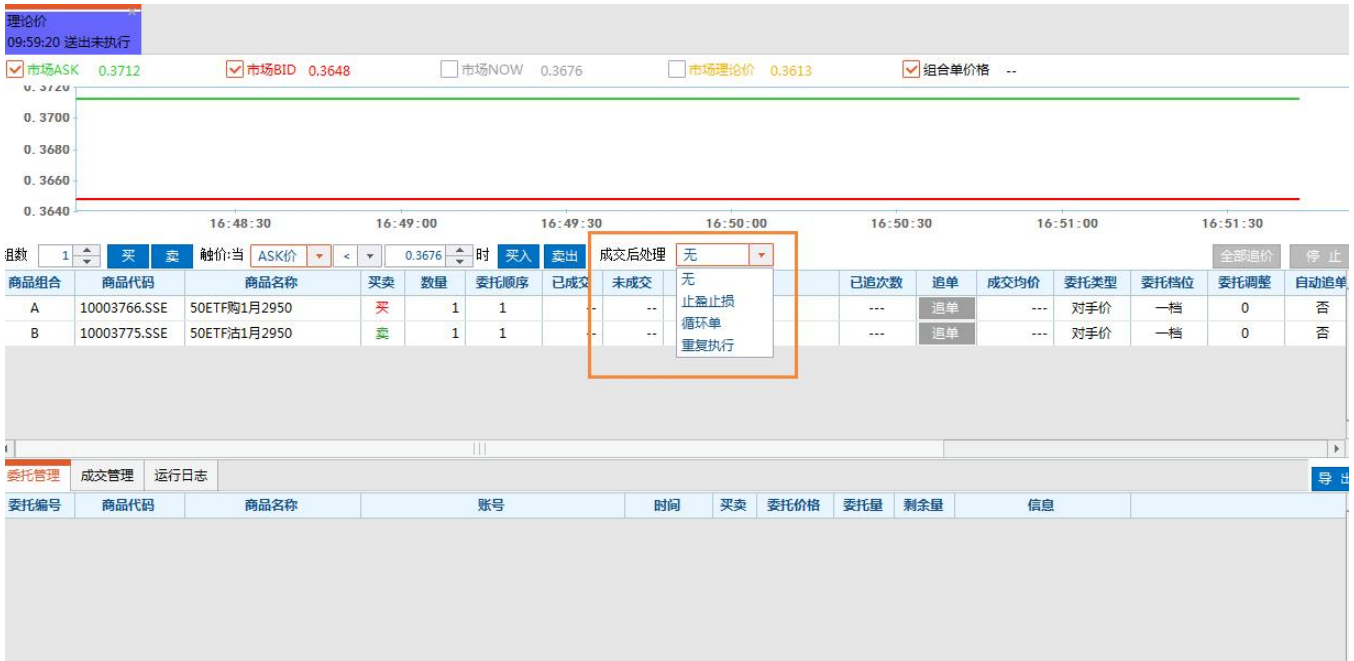 理论价
09:59:20 送出未执行
市场ASK 0.3712 市场BID 0.3648 市场NOW 0.3676 市场理论价 0.3613 组合单价格 --
0.3720
0.3700
0.3680
0.3660
0.3640
16:48:30 16:49:00 16:49:30 16:50:00 16:50:30 16:51:00 16:51:30
组数 1 买 卖 触价:当 ASK价 < 0.3676 时 买入 卖出 成交后处理 无 全部追价 停止
商品组合 商品代码 商品名称 买卖 数量 委托顺序 已成交 未成交 已追次数 追单 成交均价 委托类型 委托档位 委托调整 自动追单
无
止盈止损
循环单
重复执行
A 10003766.SSE 50ETF购1月2950 买 1 1 -- -- --- 追单 --- 对手价 一档 0 否
B 10003775.SSE 50ETF沽1月2950 卖 1 1 -- -- --- 追单 --- 对手价 一档 0 否
委托管理 成交管理 运行日志 导出
委托编号 商品代码 商品名称 账号 时间 买卖 委托价格 委托量 剩余量 信息